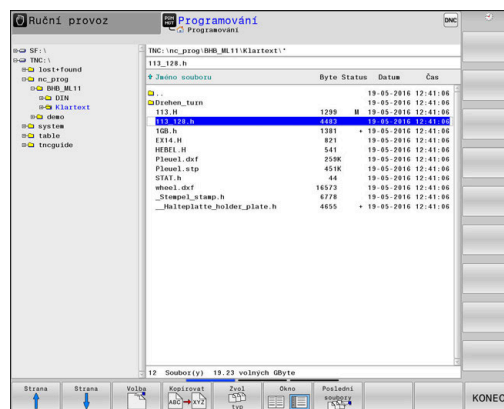 Ruční provoz
PGM MGT Programování
Programování
DNC
SF:\
TNC:\
lost+found
nc_prog
BHB_ML11
DIN
Klartext
demo
system
table
tncguide
TNC:\nc_prog\BHB_ML11\Klartext\*
113_128.h
Jméno souboru Byte Status Datum Čas
.. 19-05-2016 12:41:06
Drehen_turn 19-05-2016 12:41:06
113.H 1299 M 19-05-2016 12:41:06
113_128.h 4483 19-05-2016 12:41:06
1GB.h 1381 + 19-05-2016 12:41:06
EX14.H 821 19-05-2016 12:41:06
HEBEL.H 541 19-05-2016 12:41:06
Pleuel.dxf 259K 19-05-2016 12:41:06
Pleuel.stp 451K 19-05-2016 12:41:06
STAT.h 44 19-05-2016 12:41:06
wheel.dxf 16573 19-05-2016 12:41:06
_Stempel_stamp.h 6778 19-05-2016 12:41:06
__Halteplatte_holder_plate.h 4655 + 19-05-2016 12:41:06
12 Soubor(y) 19.23 volných GByte
Strana
Strana
Volba
Kopírovat
ABC XYZ
Zvol
typ
Okno
Poslední
soubory
KONEC